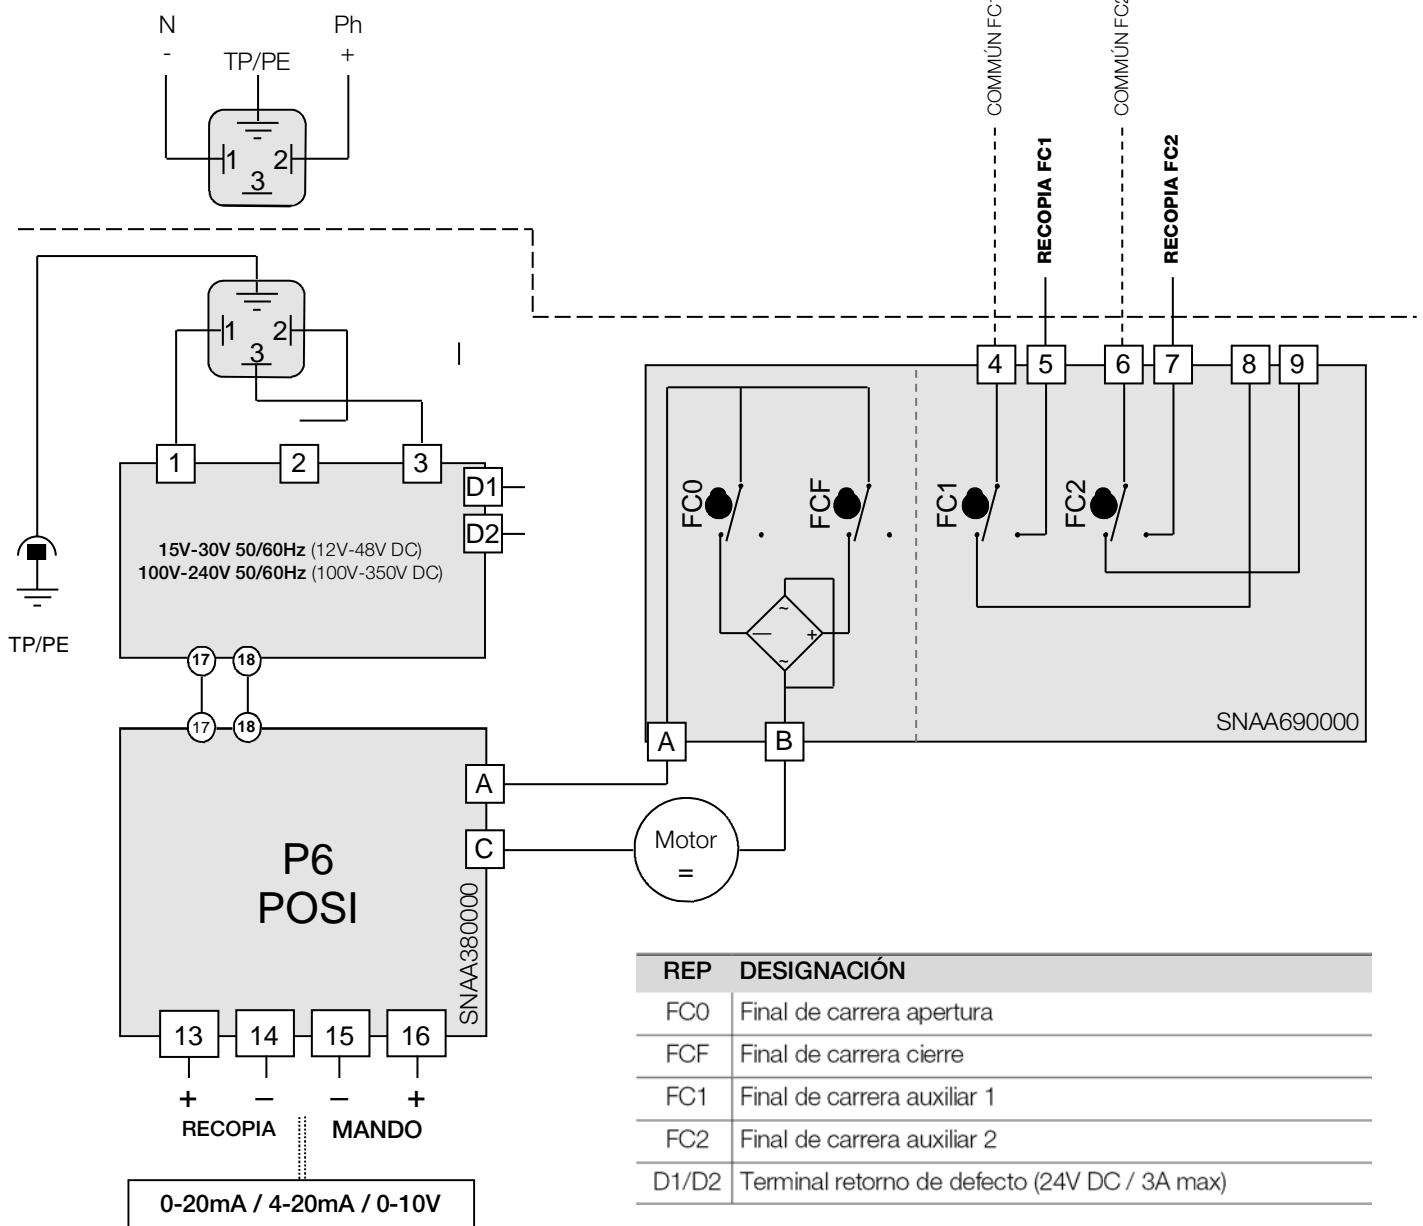 N
Ph
-
TP/PE
+
1
2
3
COMMÚN FC1
RECOPIA FC1
COMMÚN FC2
RECOPIA FC2
1
2
3
4
5
6
7
8
9
1
2
3
D1
D2
15V-30V 50/60Hz (12V-48V DC)
100V-240V 50/60Hz (100V-350V DC)
TP/PE
17
18
17
18
FC0
FCF
FC1
FC2
~
—
+
~
SNAA690000
A
B
A
C
Motor
=
P6
POSI
SNAA380000
13
14
15
16
+
–
–
+
RECOPIA
MANDO
0-20mA / 4-20mA / 0-10V
REP DESIGNACIÓN
FC0 Final de carrera apertura
FCF Final de carrera cierre
FC1 Final de carrera auxiliar 1
FC2 Final de carrera auxiliar 2
D1/D2 Terminal retorno de defecto (24V DC / 3A max)